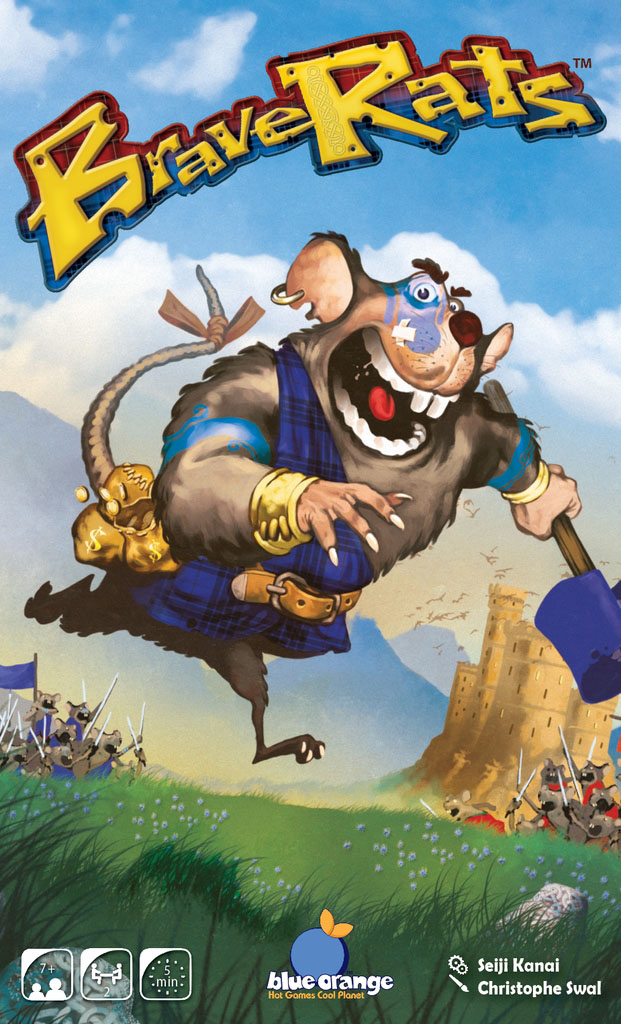 BraveRats™
$
$
7+
2
5
min
blue orange
Hot Games Cool Planet
Seiji Kanai
Christophe Swal